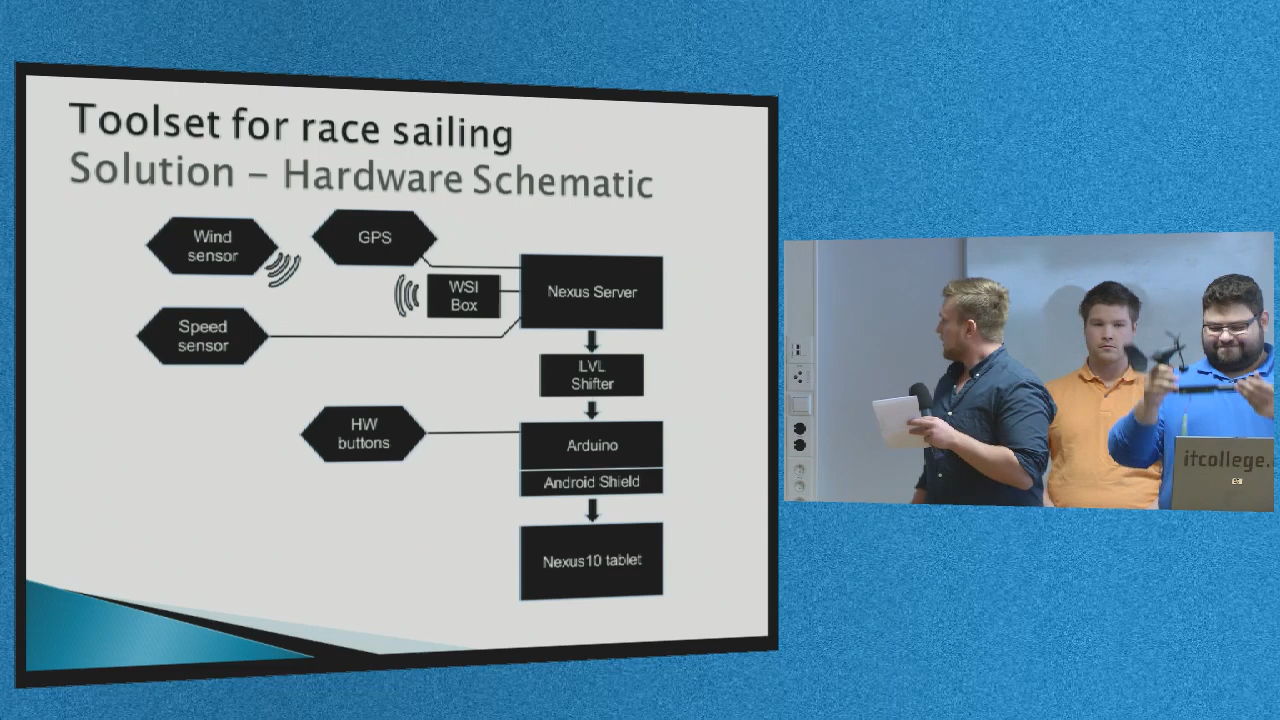 Toolset for race sailing
Solution – Hardware Schematic
Wind
sensor
GPS
WSI
Box
Nexus Server
Speed
sensor
LVL
Shifter
HW
buttons
Arduino
Android Shield
Nexus10 tablet
itcollege.
hp